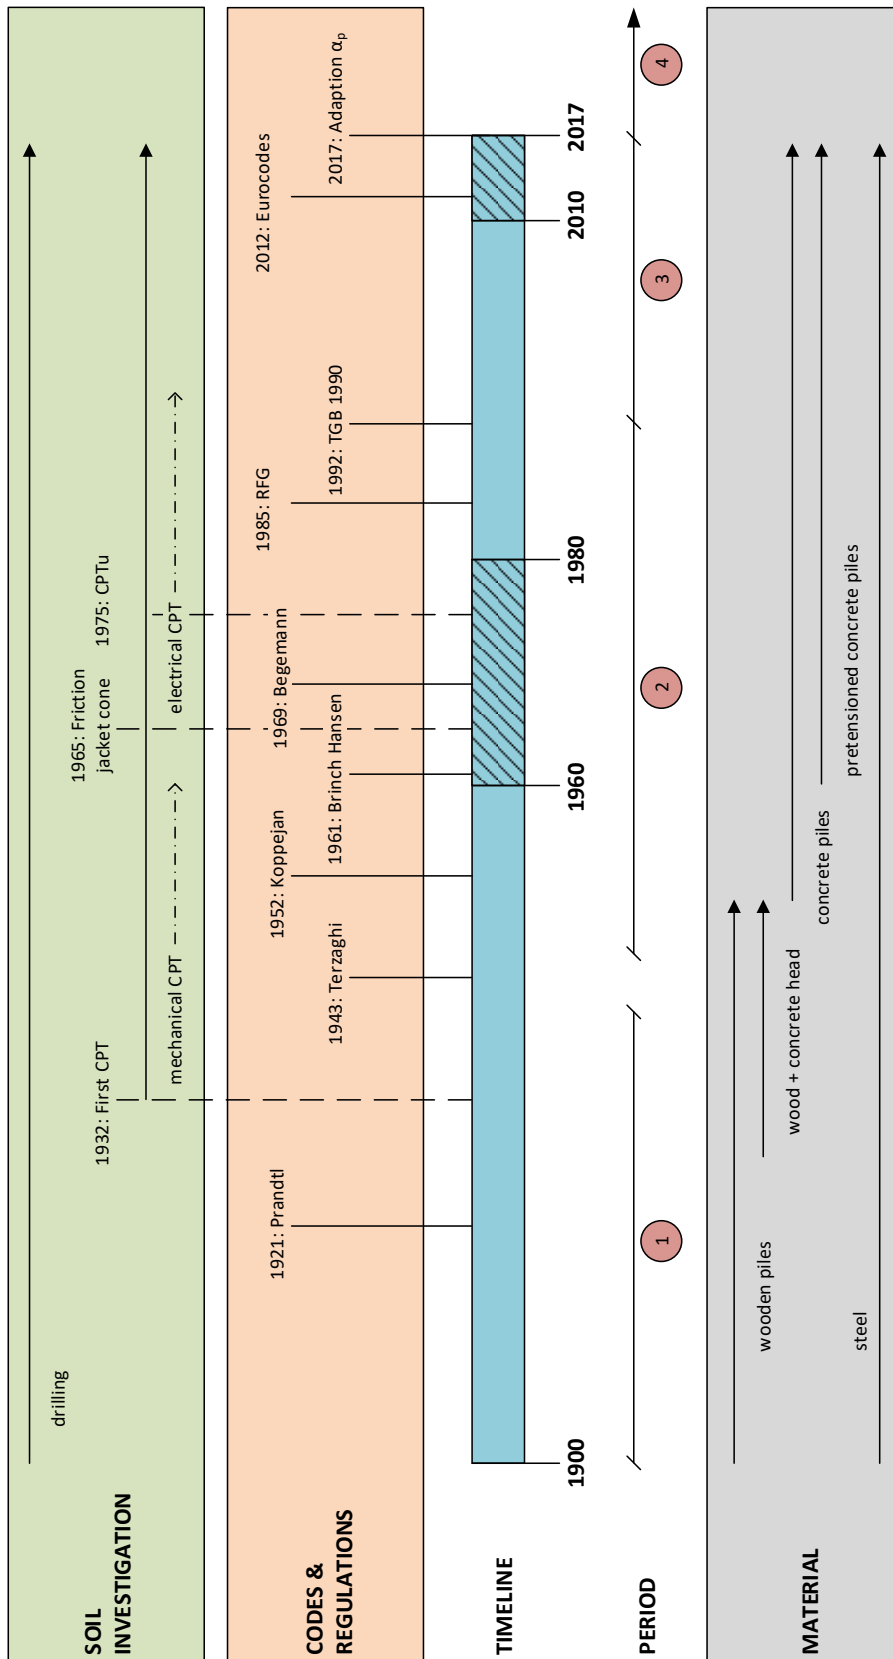 SOIL
INVESTIGATION
drilling
1932: First CPT
mechanical CPT
1965: Friction
jacket cone
1975: CPTu
electrical CPT
CODES &
REGULATIONS
1921: Prandtl
1943: Terzaghi
1952: Koppejan
1961: Brinch Hansen
1969: Begemann
1985: RFG
1992: TGB 1990
2012: Eurocodes
2017: Adaption αp
TIMELINE
1900
1960
1980
2010
2017
PERIOD
1
2
3
4
MATERIAL
wooden piles
wood + concrete head
concrete piles
pretensioned concrete piles
steel